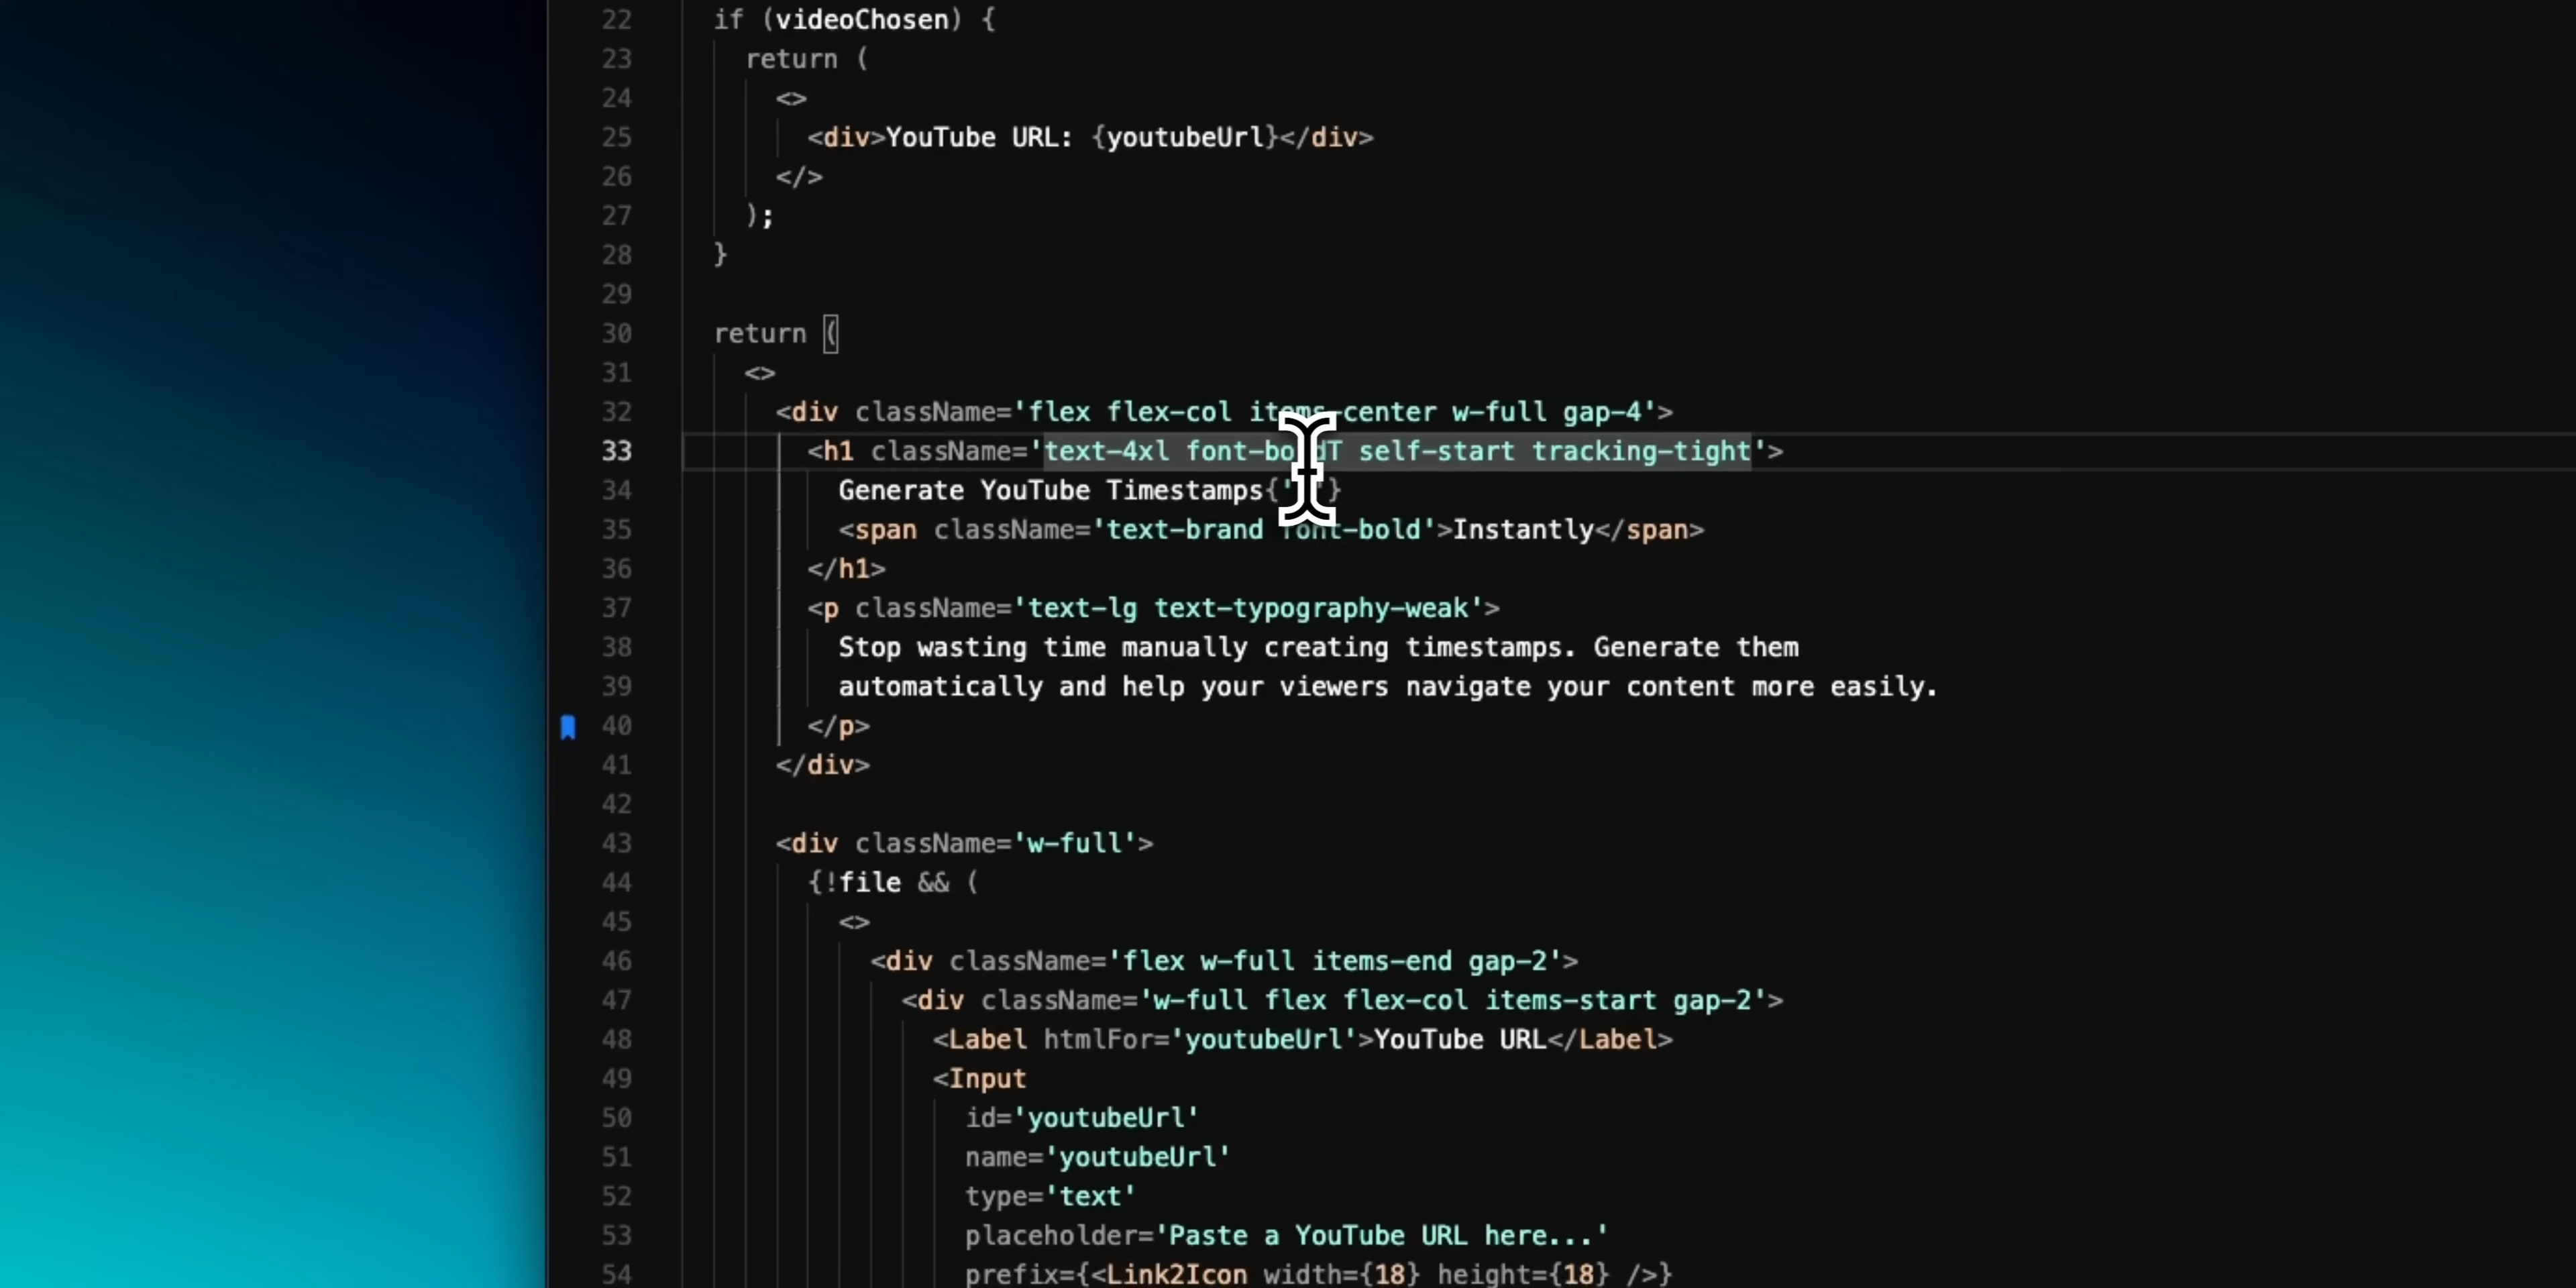 22 if (videoChosen) {
23 return (
24 <>
25 <div>YouTube URL: {youtubeUrl}</div>
26 </>
27 );
28 }
29
30 return (
31 <>
32 <div className='flex flex-col items-center w-full gap-4'>
33 <h1 className='text-4xl font-boldT self-start tracking-tight'>
34 Generate YouTube Timestamps{' '}
35 <span className='text-brand font-bold'>Instantly</span>
36 </h1>
37 <p className='text-lg text-typography-weak'>
38 Stop wasting time manually creating timestamps. Generate them
39 automatically and help your viewers navigate your content more easily.
40 </p>
41 </div>
42
43 <div className='w-full'>
44 {!file && (
45 <>
46 <div className='flex w-full items-end gap-2'>
47 <div className='w-full flex flex-col items-start gap-2'>
48 <Label htmlFor='youtubeUrl'>YouTube URL</Label>
49 <Input
50 id='youtubeUrl'
51 name='youtubeUrl'
52 type='text'
53 placeholder='Paste a YouTube URL here...'
54 prefix={<Link2Icon width={18} height={18} />}